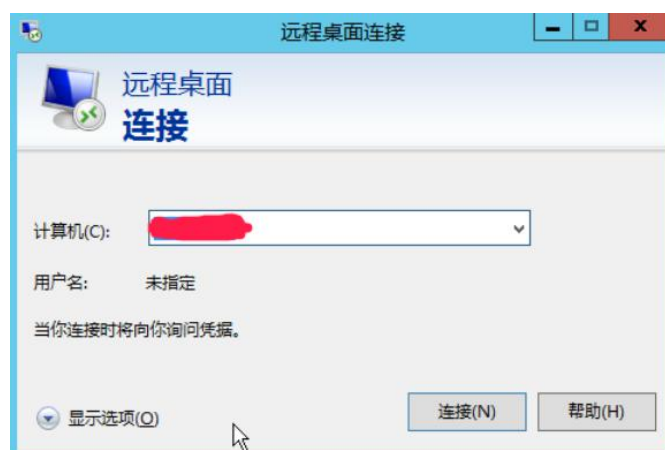 远程桌面连接
远程桌面
连接
计算机(C):
用户名: 未指定
当你连接时将向你询问凭据。
显示选项(O) 连接(N) 帮助(H)